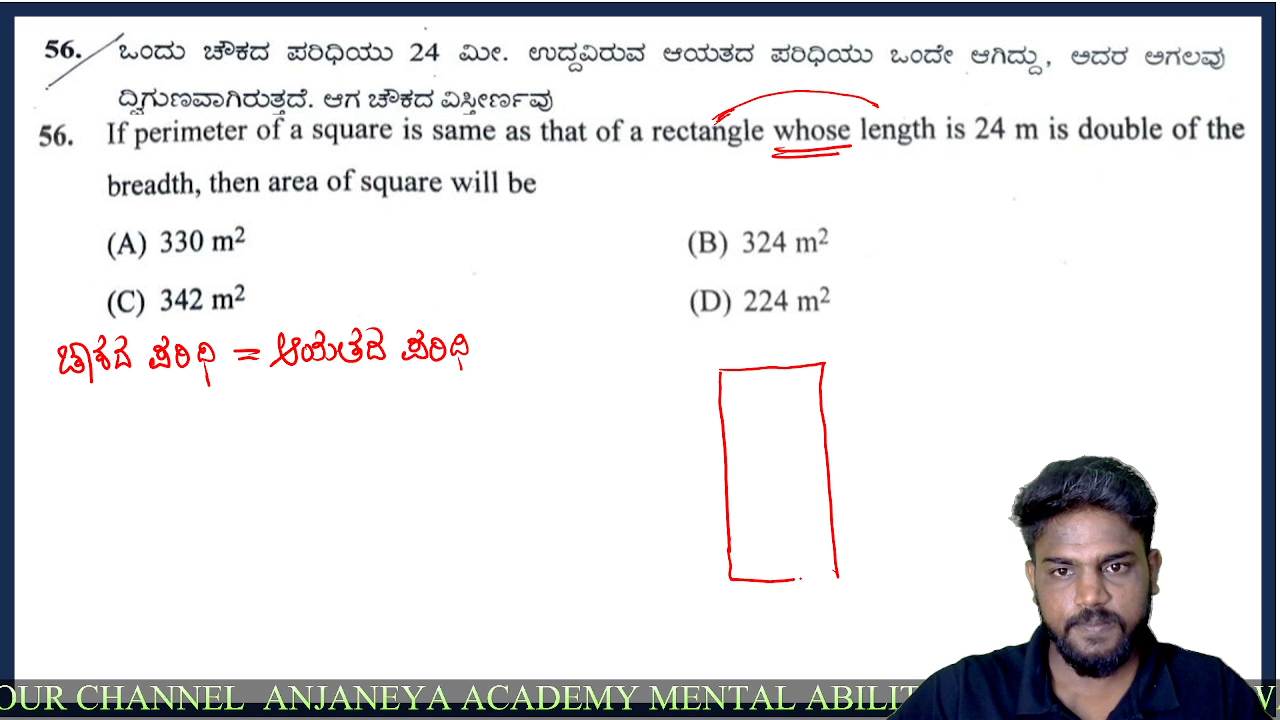 56. ಒಂದು ಚೌಕದ ಪರಿಧಿಯು 24 ಮೀ. ಉದ್ದವಿರುವ ಆಯತದ ಪರಿಧಿಯು ಒಂದೇ ಆಗಿದ್ದು, ಅದರ ಅಗಲವು
ದ್ವಿಗುಣವಾಗಿರುತ್ತದೆ. ಆಗ ಚೌಕದ ವಿಸ್ತೀರ್ಣವು
56. If perimeter of a square is same as that of a rectangle whose length is 24 m is double of the
breadth, then area of square will be
(A) 330 m² (B) 324 m²
(C) 342 m² (D) 224 m²
ಚೌಕದ ಪರಿಧಿ = ಆಯತದ ಪರಿಧಿ
OUR CHANNEL ANJANEYA ACADEMY MENTAL ABILIT